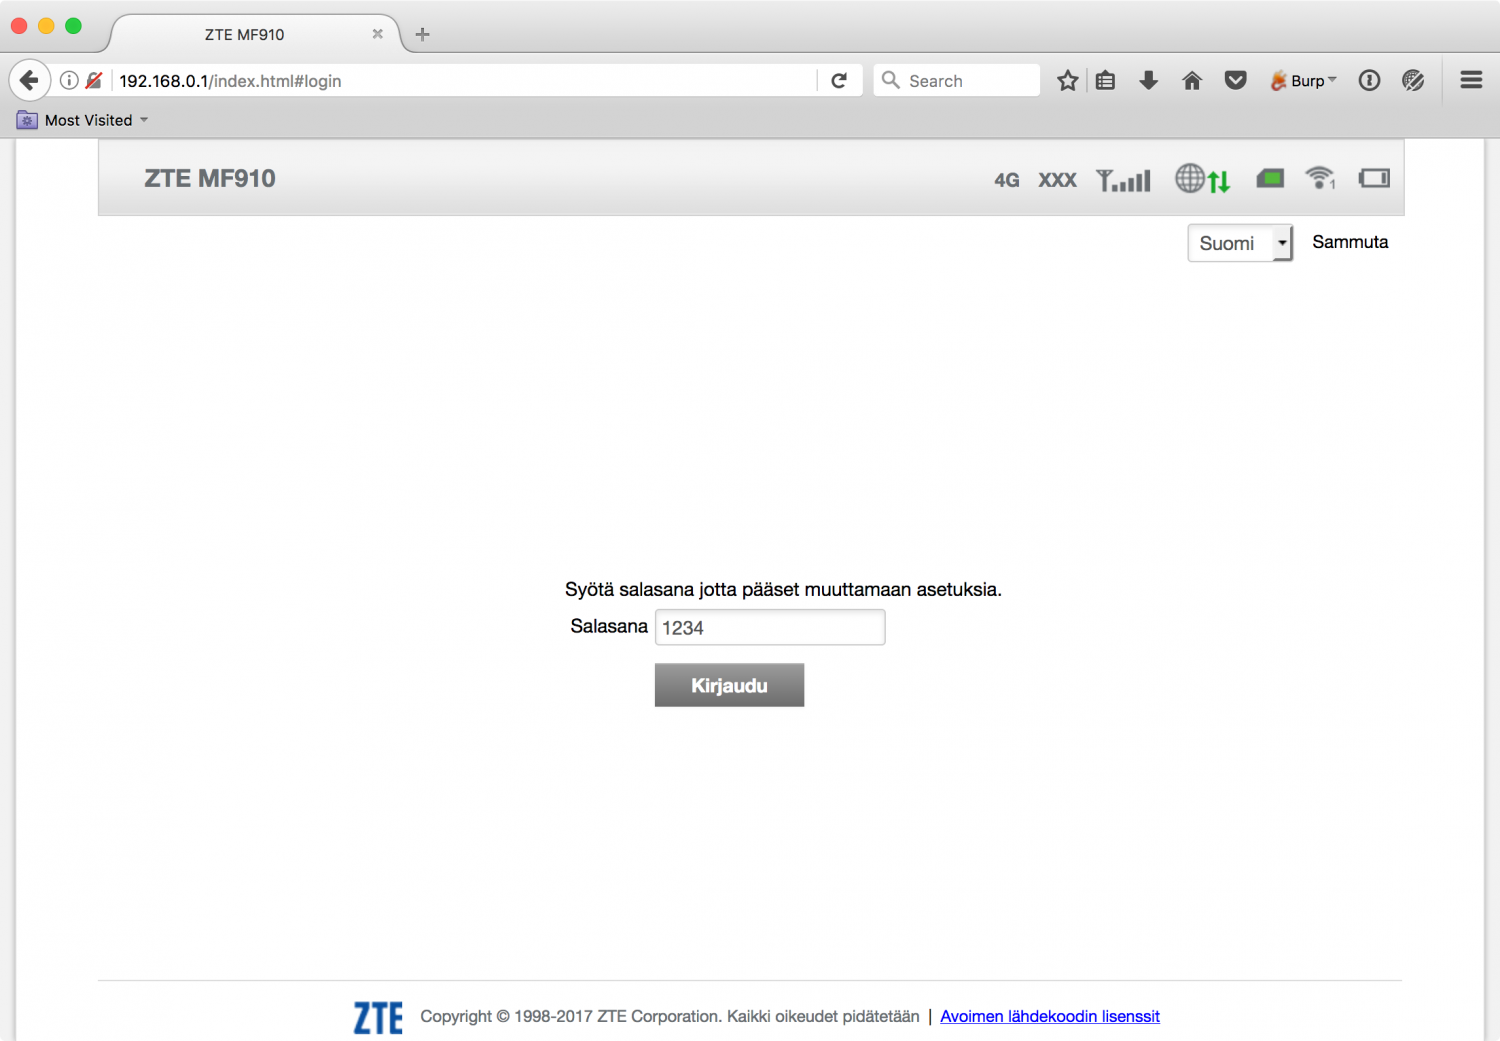 ZTE MF910
192.168.0.1/index.html#login
Search
Burp
Most Visited
ZTE MF910
4G XXX 1
Suomi Sammuta
Syötä salasana jotta pääset muuttamaan asetuksia.
Salasana 1234
Kirjaudu
ZTE Copyright © 1998-2017 ZTE Corporation. Kaikki oikeudet pidätetään | Avoimen lähdekoodin lisenssit